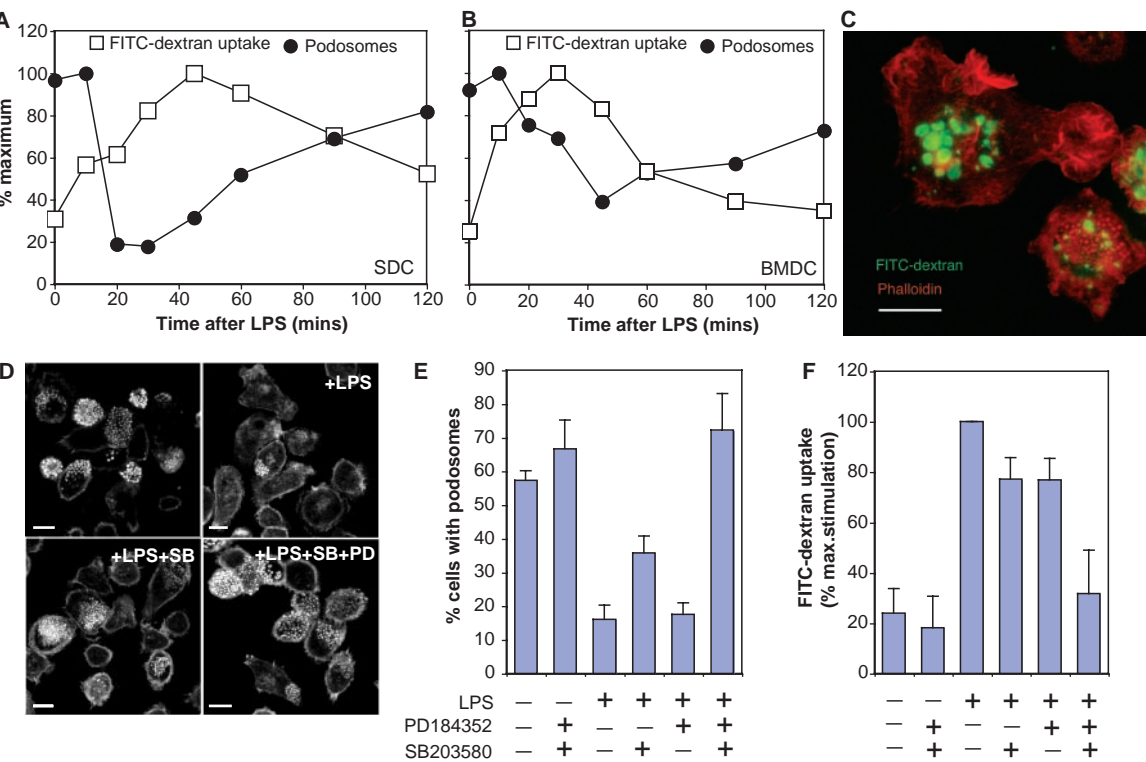 A
120
100
80
60
40
20
0
% maximum
FITC-dextran uptake
Podosomes
SDC
0 20 40 60 80 100 120
Time after LPS (mins)
B
FITC-dextran uptake
Podosomes
BMDC
0 20 40 60 80 100 120
Time after LPS (mins)
C
FITC-dextran
Phalloidin
D
+LPS
+LPS+SB
+LPS+SB+PD
E
90
80
70
60
50
40
30
20
10
0
% cells with podosomes
LPS — — + + + +
PD184352 — + — — + +
SB203580 — + — + — +
F
120
100
80
60
40
20
0
FITC-dextran uptake
(% max.stimulation)
— — + + + +
— + — — + +
— + — + — +